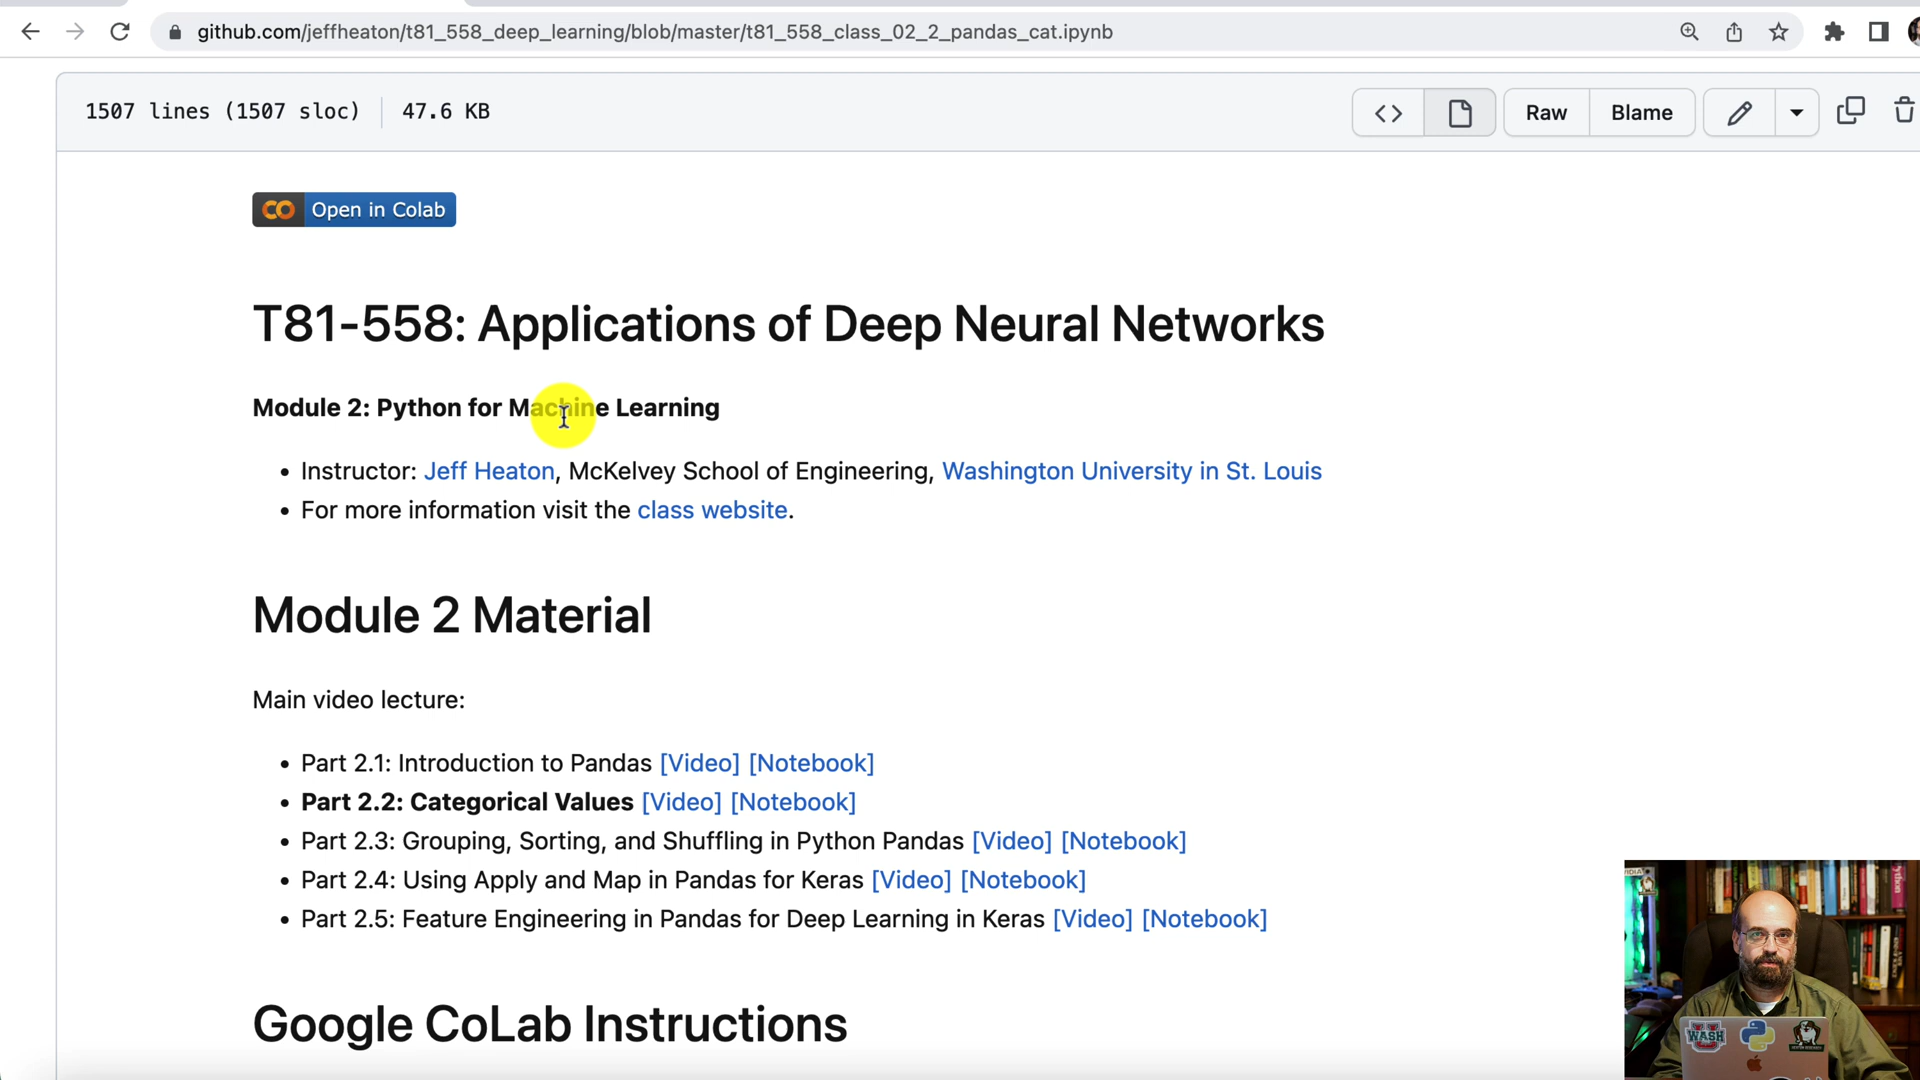 github.com/jeffheaton/t81_558_deep_learning/blob/master/t81_558_class_02_2_pandas_cat.ipynb
1507 lines (1507 sloc) 47.6 KB
Raw Blame
Open in Colab
T81-558: Applications of Deep Neural Networks
Module 2: Python for Machine Learning
• Instructor: Jeff Heaton, McKelvey School of Engineering, Washington University in St. Louis
• For more information visit the class website.
Module 2 Material
Main video lecture:
• Part 2.1: Introduction to Pandas [Video] [Notebook]
• Part 2.2: Categorical Values [Video] [Notebook]
• Part 2.3: Grouping, Sorting, and Shuffling in Python Pandas [Video] [Notebook]
• Part 2.4: Using Apply and Map in Pandas for Keras [Video] [Notebook]
• Part 2.5: Feature Engineering in Pandas for Deep Learning in Keras [Video] [Notebook]
Google CoLab Instructions
WASH